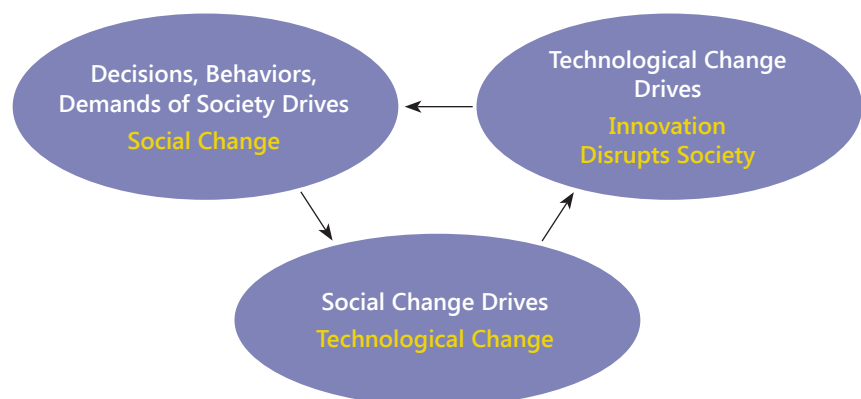 Decisions, Behaviors,
Demands of Society Drives
Social Change
Technological Change
Drives
Innovation
Disrupts Society
Social Change Drives
Technological Change